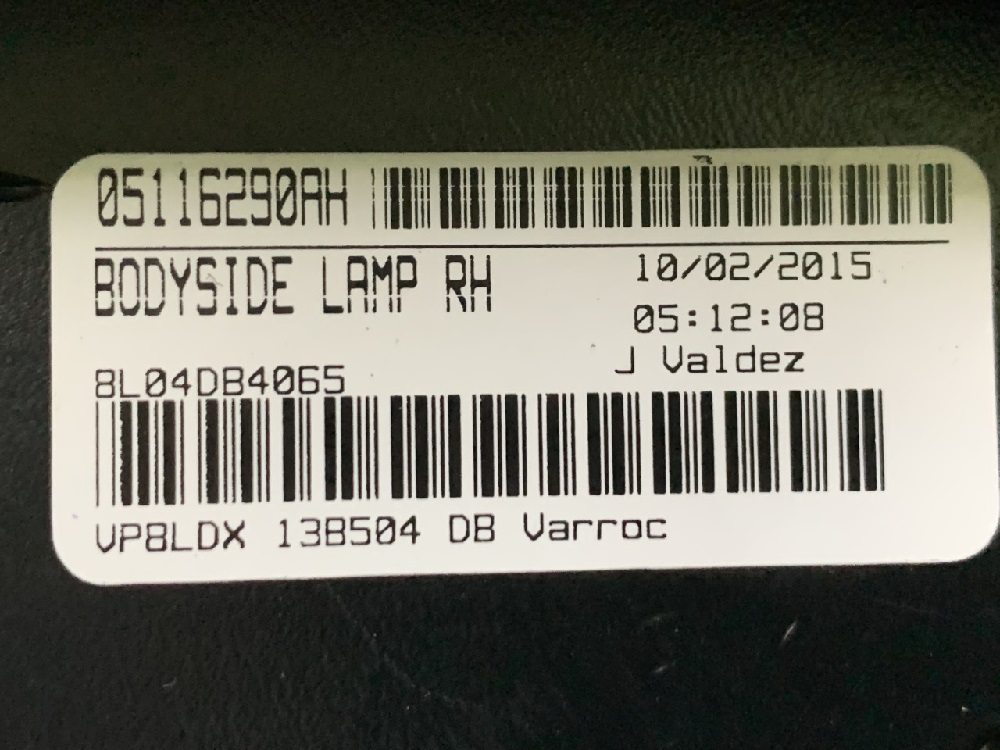 05116290AH
BODYSIDE LAMP RH
10/02/2015
05:12:08
J Valdez
8L04DB4065
VP8LDX 13B504 DB Varroc